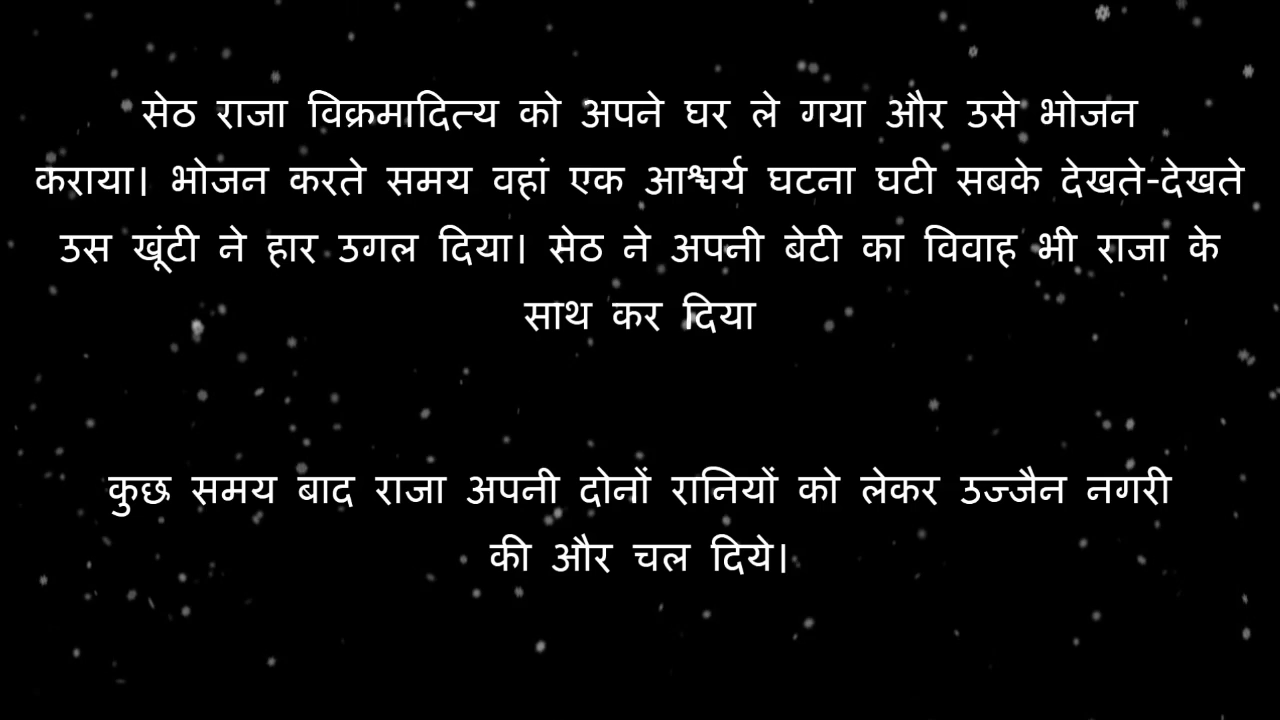 सेठ राजा विक्रमादित्य को अपने घर ले गया और उसे भोजन
कराया। भोजन करते समय वहां एक आश्चर्य घटना घटी सबके देखते-देखते
उस खूंटी ने हार उगल दिया। सेठ ने अपनी बेटी का विवाह भी राजा के
साथ कर दिया
कुछ समय बाद राजा अपनी दोनों रानियों को लेकर उज्जैन नगरी
की और चल दिये।